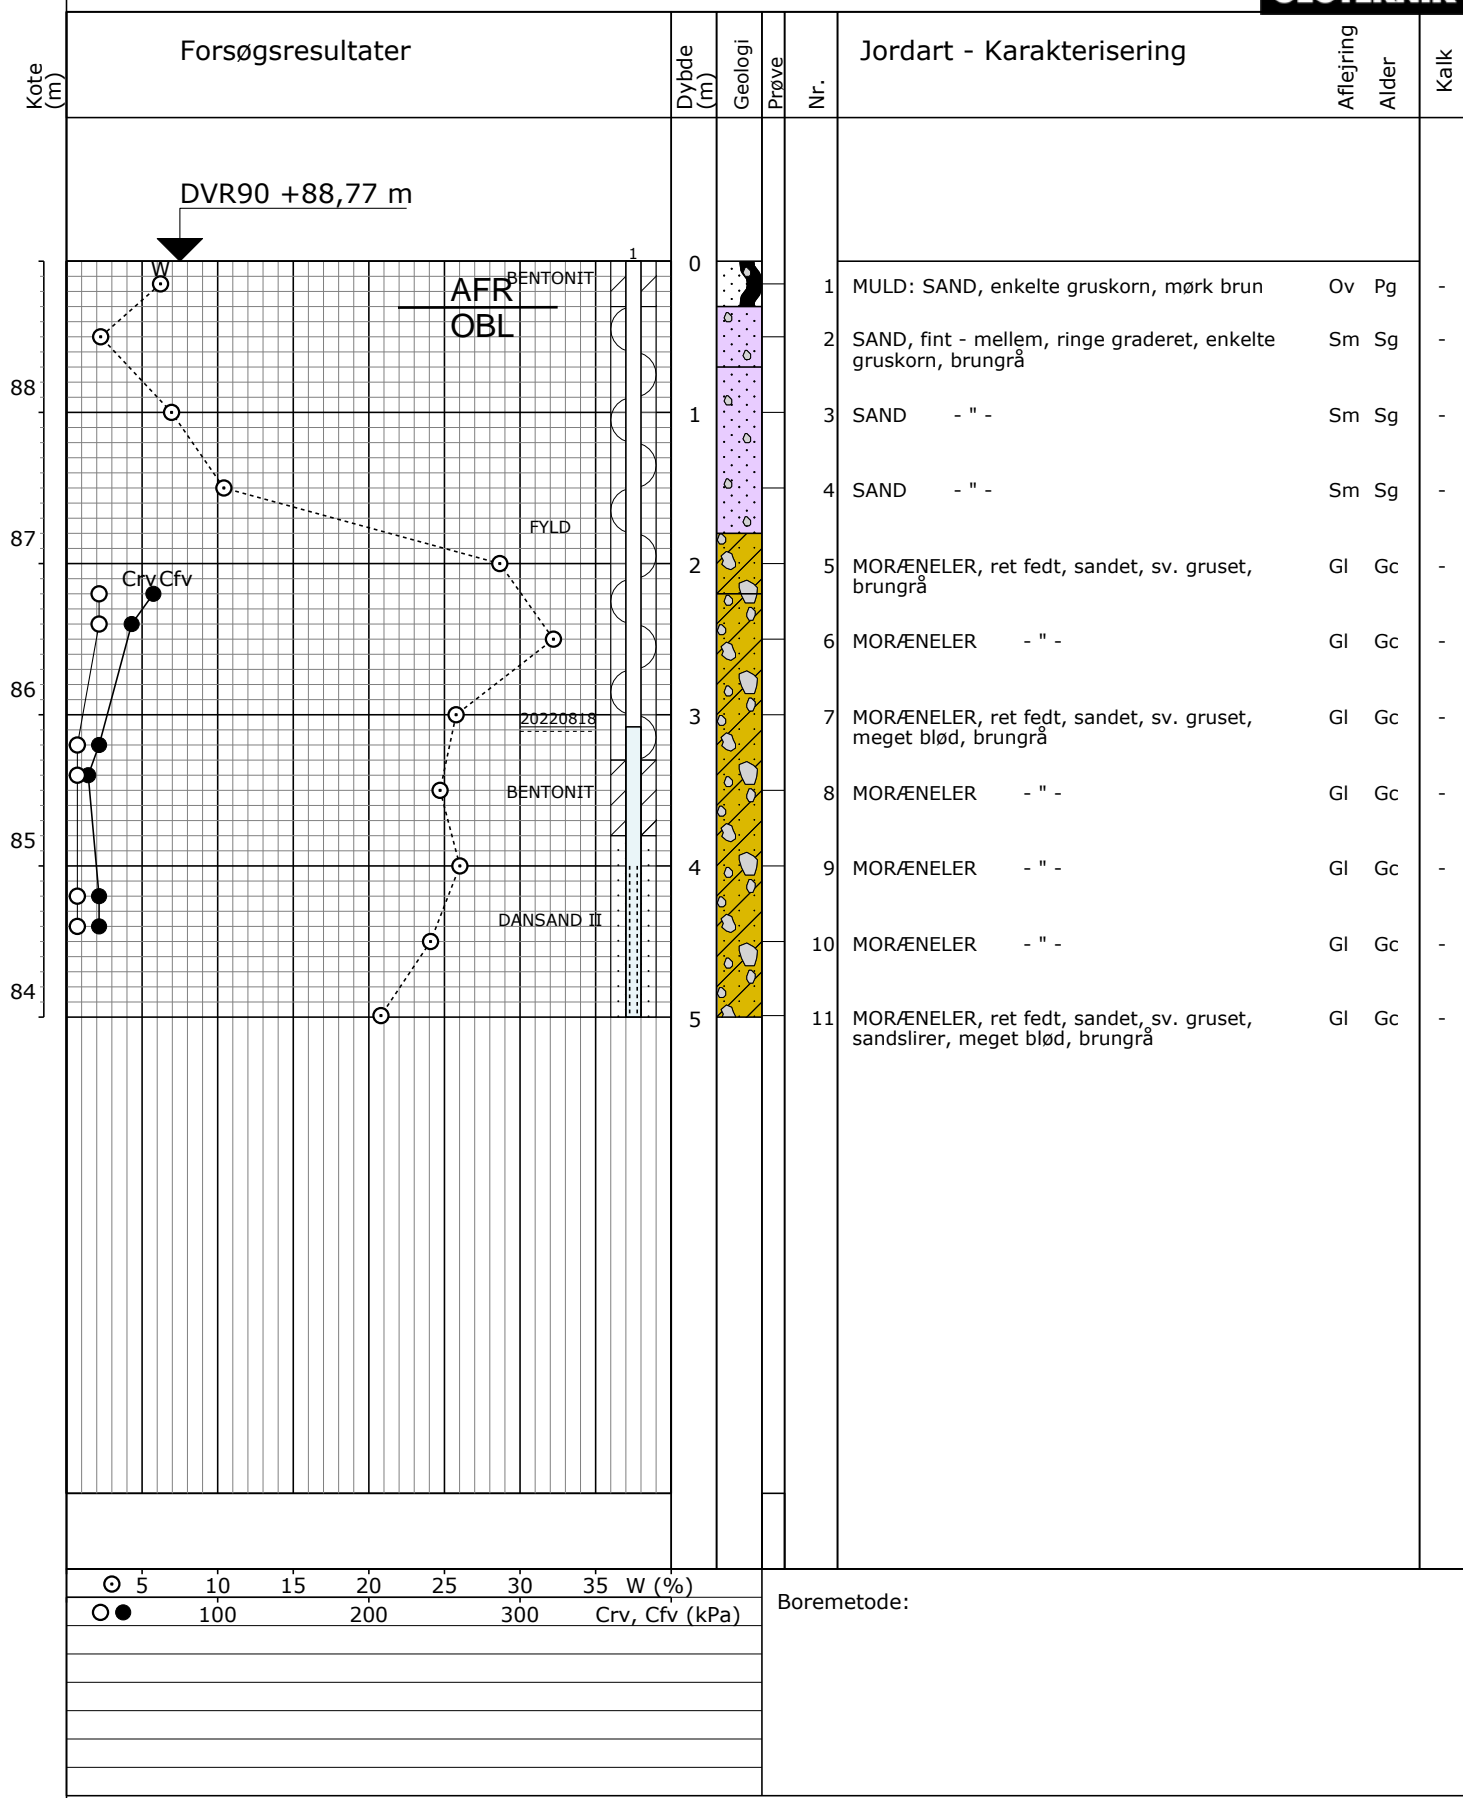 Forsøgsresultater
Jordart - Karakterisering
Kote (m)
Dybde (m)
Geologi
Prøve
Nr.
Aflejring
Alder
Kalk
DVR90 +88,77 m
W
1
BENTONIT
AFR
OBL
0
1 MULD: SAND, enkelte gruskorn, mørk brun Ov Pg -
2 SAND, fint - mellem, ringe graderet, enkelte Sm Sg -
gruskorn, brungrå
88
1
3 SAND - " - Sm Sg -
4 SAND - " - Sm Sg -
FYLD
87
2
5 MORÆNELER, ret fedt, sandet, sv. gruset, Gl Gc -
brungrå
Crv Cfv
6 MORÆNELER - " - Gl Gc -
86
20220818
3
7 MORÆNELER, ret fedt, sandet, sv. gruset, Gl Gc -
meget blød, brungrå
BENTONIT
8 MORÆNELER - " - Gl Gc -
85
4
9 MORÆNELER - " - Gl Gc -
DANSAND II
10 MORÆNELER - " - Gl Gc -
84
5
11 MORÆNELER, ret fedt, sandet, sv. gruset, Gl Gc -
sandslirer, meget blød, brungrå
5 10 15 20 25 30 35 W (%)
100 200 300 Crv, Cfv (kPa)
Boremetode: